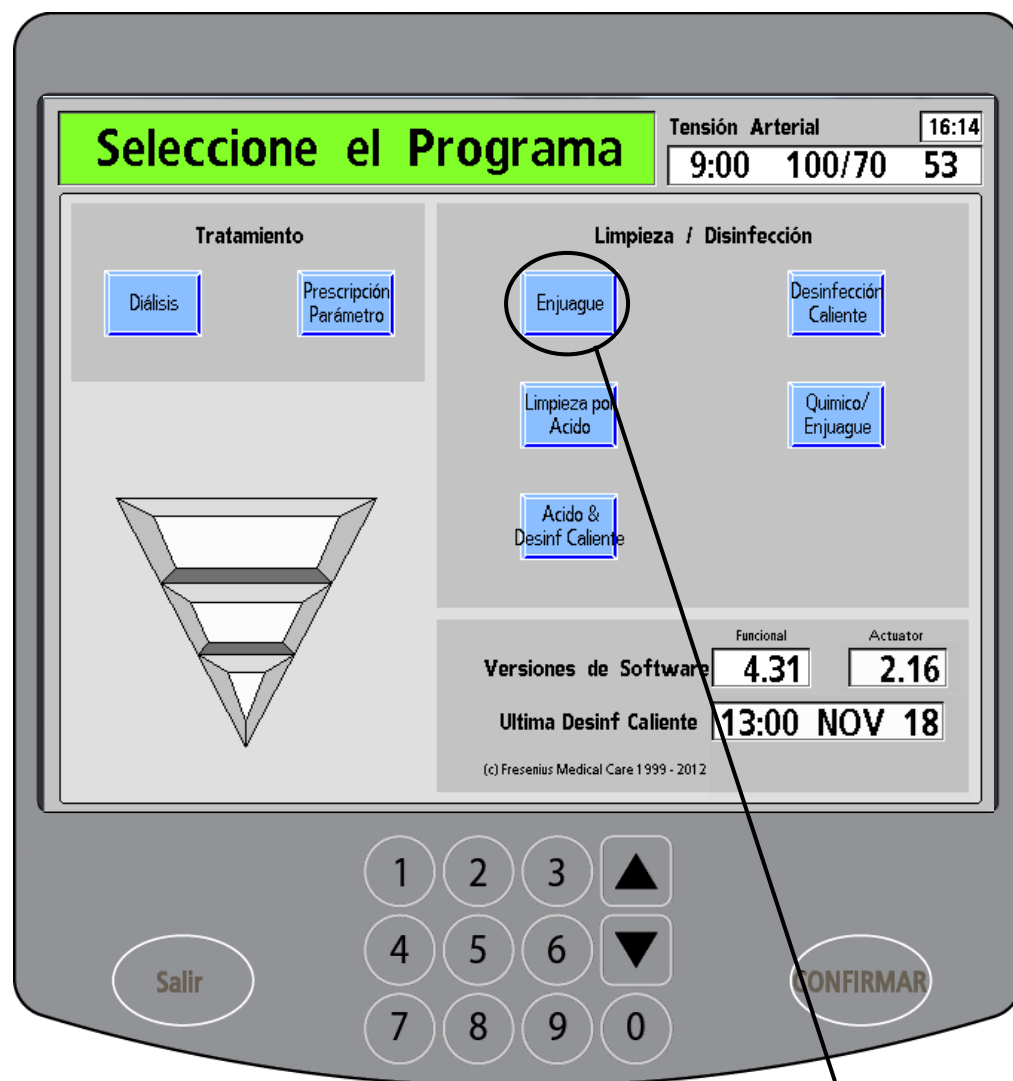 Seleccione el Programa
Tensión Arterial
16:14
9:00 100/70 53
Tratamiento
Diálisis
Prescripción
Parámetro
Limpieza / Disinfección
Enjuague
Desinfección
Caliente
Limpieza por
Acido
Quimico/
Enjuague
Acido &
Desinf Caliente
Funcional
Actuator
Versiones de Software 4.31 2.16
Ultima Desinf Caliente 13:00 NOV 18
(c) Fresenius Medical Care 1999 - 2012
1 2 3
4 5 6
7 8 9 0
Salir
CONFIRMAR